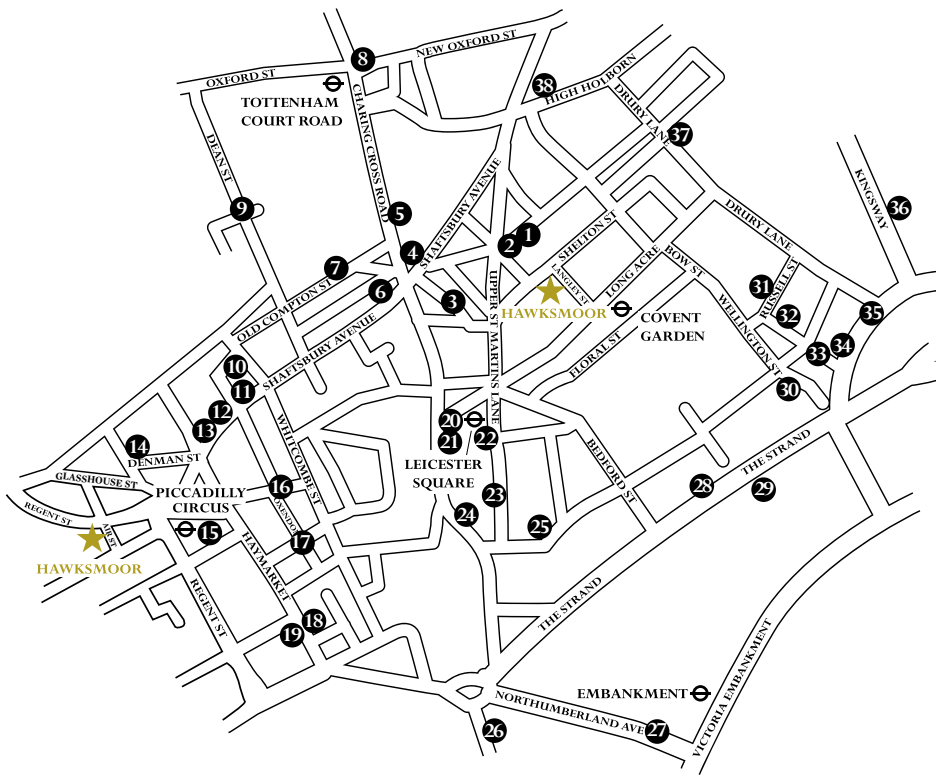 NEW OXFORD ST
8
OXFORD ST
TOTTENHAM
COURT ROAD
38
HIGH HOLBORN
DRURY LANE
37
CHARING CROSS ROAD
DEAN ST
9
5
SHAFTSBURY AVENUE
4
1
2
SHELTON ST
DRURY LANE
KINGSWAY
36
7
6
OLD COMPTON ST
3
UPPER ST MARTINS LANE
LANGLEY ST
HAWKSMOOR
LONG ACRE
BOW ST
COVENT
GARDEN
31
RUSSELL ST
32
35
34
33
WELLINGTON ST
30
FLORAL ST
SHAFTSBURY AVENUE
10
11
12
13
14
DENMAN ST
GLASSHOUSE ST
REGENT ST
AIR ST
HAWKSMOOR
PICCADILLY
CIRCUS
15
WHITCOMBE ST
16
OXENDON
17
HAYMARKET
REGENT ST
18
19
20
21
22
LEICESTER
SQUARE
23
24
25
BEDFORD ST
28
29
THE STRAND
THE STRAND
EMBANKMENT
NORTHUMBERLAND AVE
26
27
VICTORIA EMBANKMENT